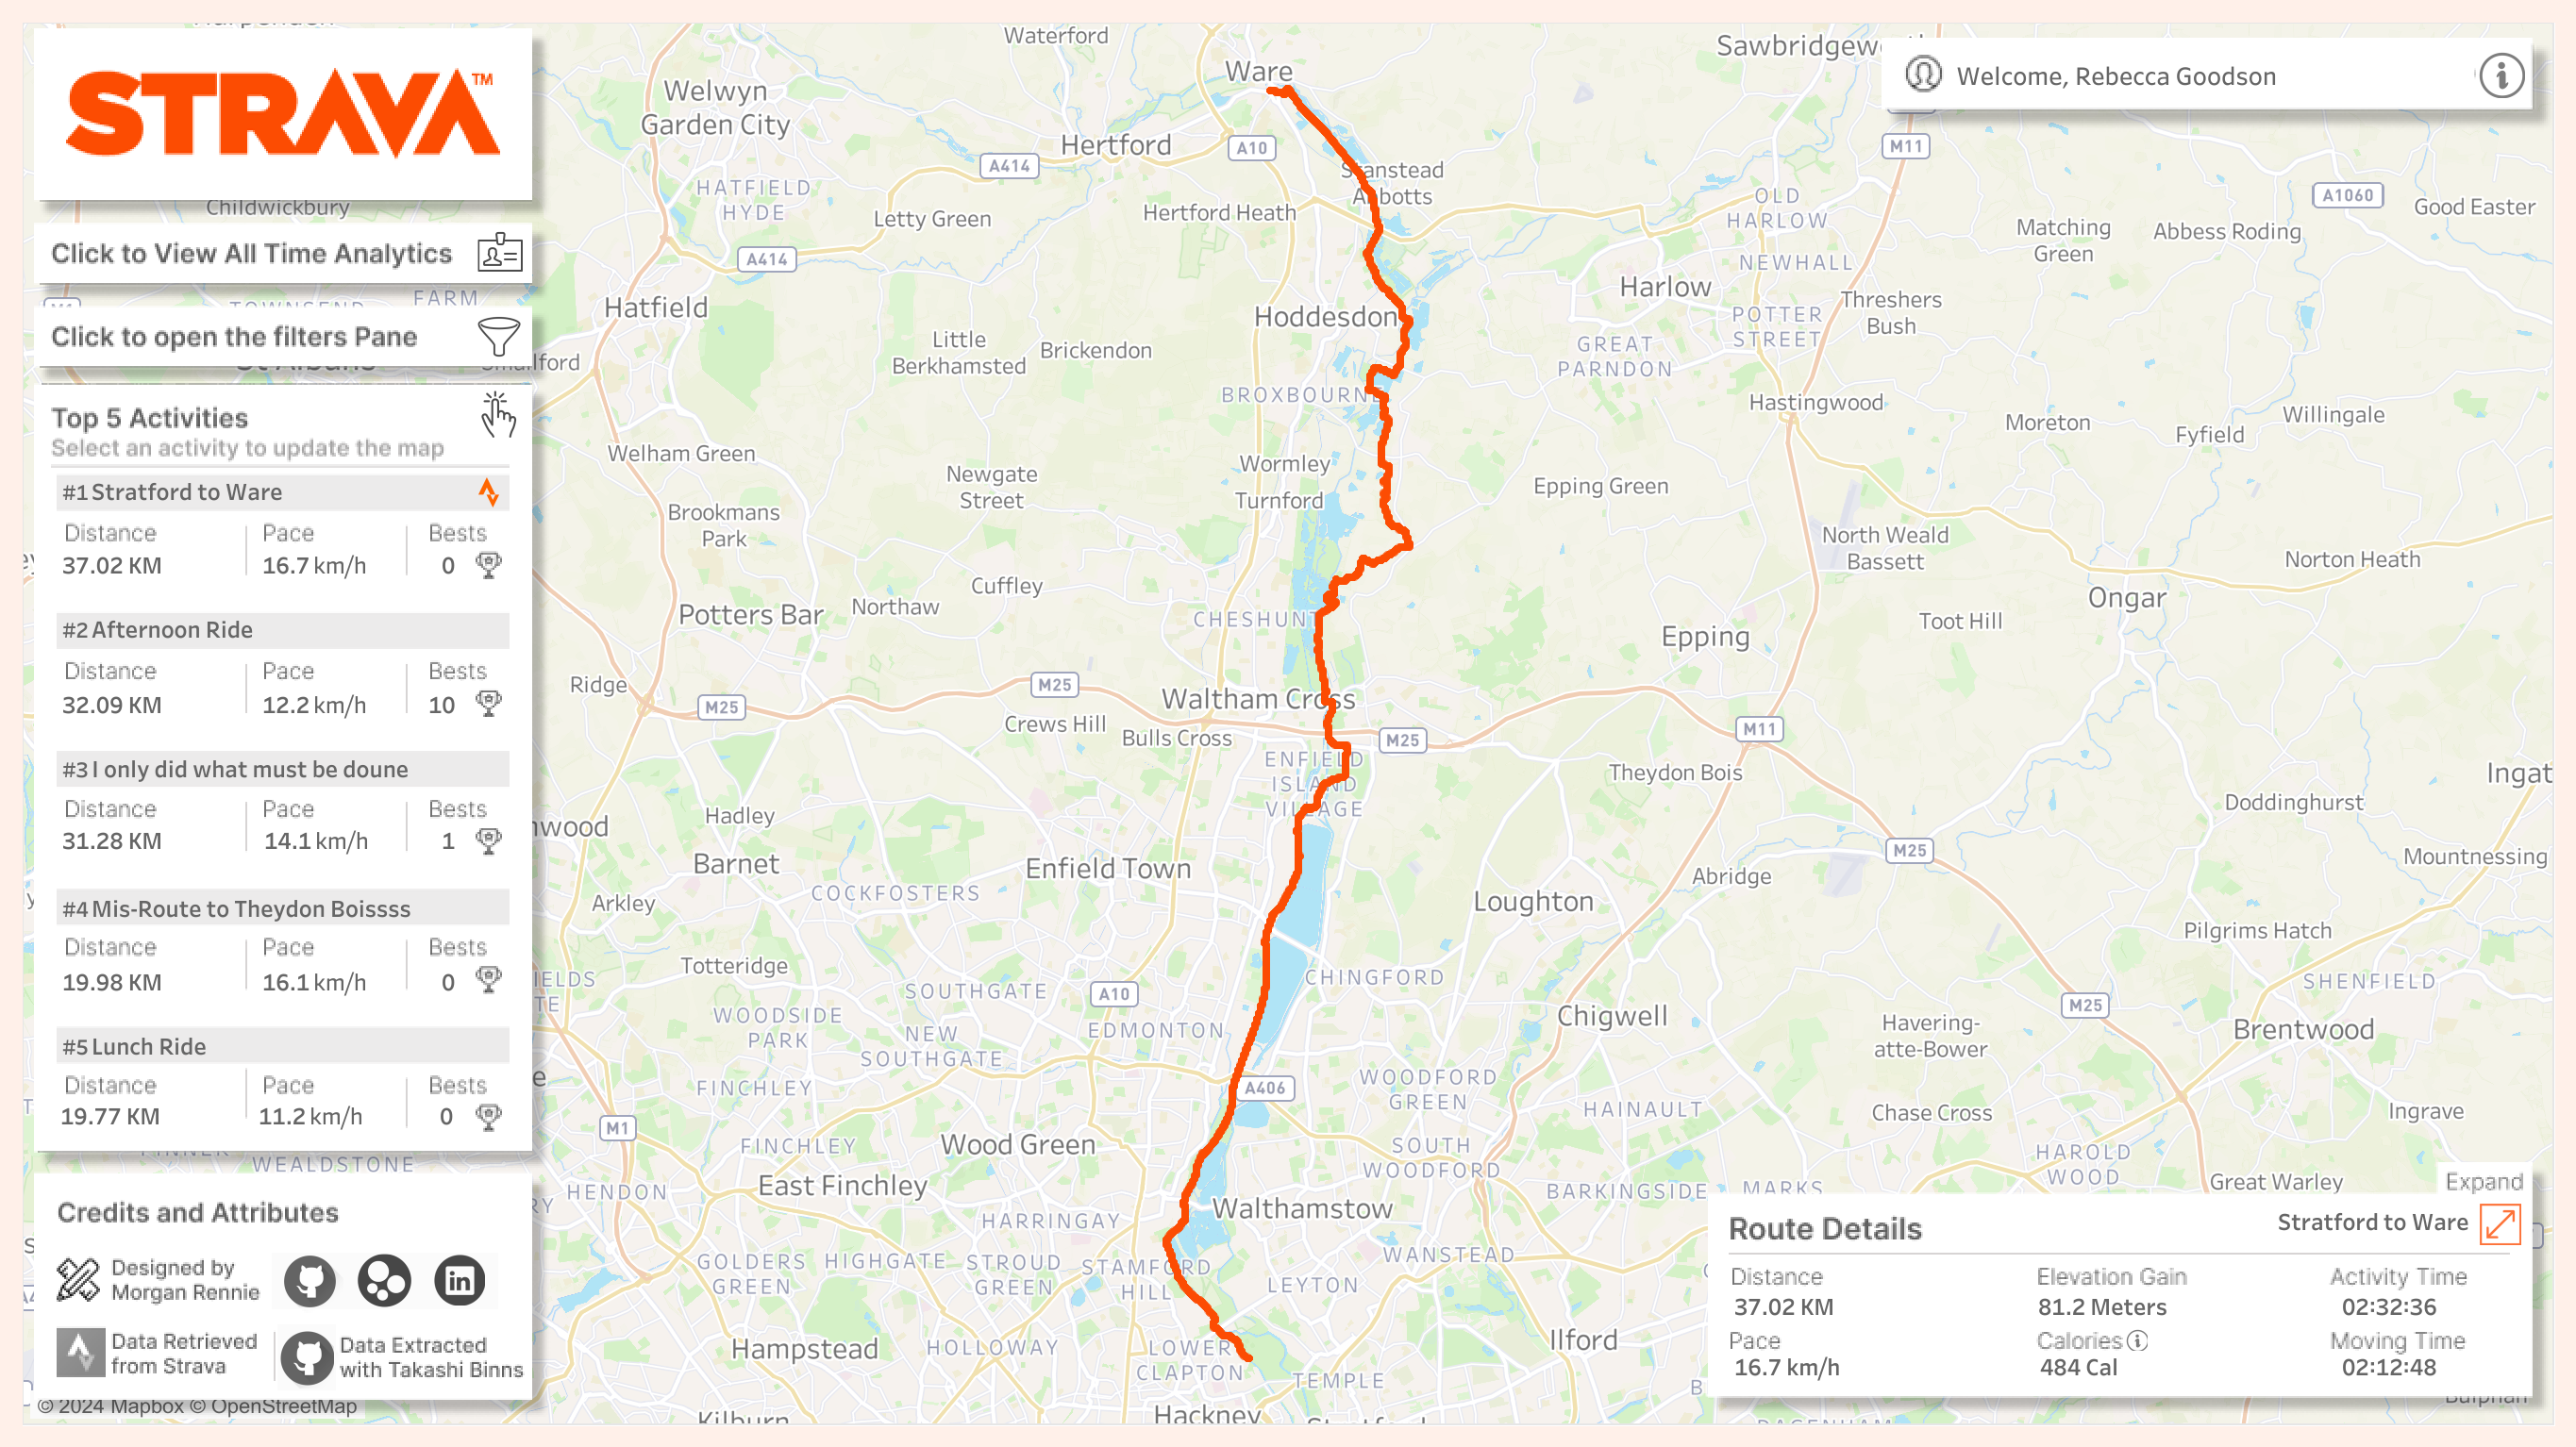 STRAVA™
Click to View All Time Analytics
Click to open the filters Pane
Top 5 Activities
Select an activity to update the map
#1 Stratford to Ware
Distance Pace Bests
37.02 KM 16.7 km/h 0
#2 Afternoon Ride
Distance Pace Bests
32.09 KM 12.2 km/h 10
#3 I only did what must be doune
Distance Pace Bests
31.28 KM 14.1 km/h 1
#4 Mis-Route to Theydon Boissss
Distance Pace Bests
19.98 KM 16.1 km/h 0
#5 Lunch Ride
Distance Pace Bests
19.77 KM 11.2 km/h 0
Credits and Attributes
Designed by
Morgan Rennie
in
Data Retrieved
from Strava
Data Extracted
with Takashi Binns
© 2024 Mapbox © OpenStreetMap
Welcome, Rebecca Goodson
Waterford
Ware
Welwyn
Garden City
Hertford
A10
A414
Stanstead
Abbotts
M11
A1060
Good Easter
HATFIELD
HYDE
Letty Green
Hertford Heath
OLD
HARLOW
Matching
Green
Abbess Roding
Childwickbury
A414
NEWHALL
Harlow
Threshers
Bush
Hatfield
Hoddesdon
POTTER
STREET
Little
Berkhamsted
Brickendon
GREAT
PARNDON
BROXBOURNE
Hastingwood
Moreton
Willingale
Fyfield
Welham Green
Wormley
Newgate
Street
Turnford
Epping Green
Brookmans
Park
North Weald
Bassett
Norton Heath
Cuffley
Potters Bar
Northaw
CHESHUNT
Ongar
Toot Hill
Epping
Ridge
M25
M25
Waltham Cross
Crews Hill
Bulls Cross
M25
M11
ENFIELD
ISLAND
VILLAGE
Theydon Bois
Doddinghurst
Hadley
Barnet
Enfield Town
M25
Mountnessing
Abridge
COCKFOSTERS
Arkley
Loughton
Pilgrims Hatch
Totteridge
CHINGFORD
SHENFIELD
SOUTHGATE
A10
M25
WOODSIDE
PARK
NEW
SOUTHGATE
EDMONTON
Chigwell
Havering-
atte-Bower
Brentwood
FINCHLEY
A406
WOODFORD
GREEN
HAINAULT
Chase Cross
Ingrave
M1
FINCHLEY
Wood Green
SOUTH
WOODFORD
HAROLD
WOOD
WEALDSTONE
HENDON
East Finchley
Walthamstow
BARKINGSIDE
MARKS
Great Warley
HARRINGAY
GOLDERS
GREEN
HIGHGATE
STROUD
GREEN
STAMFORD
HILL
WANSTEAD
LEYTON
Hampstead
HOLLOWAY
LOWER
CLAPTON
Ilford
TEMPLE
Hackney
Expand
Route Details
Stratford to Ware
Distance Elevation Gain Activity Time
37.02 KM 81.2 Meters 02:32:36
Pace Calories Moving Time
16.7 km/h 484 Cal 02:12:48